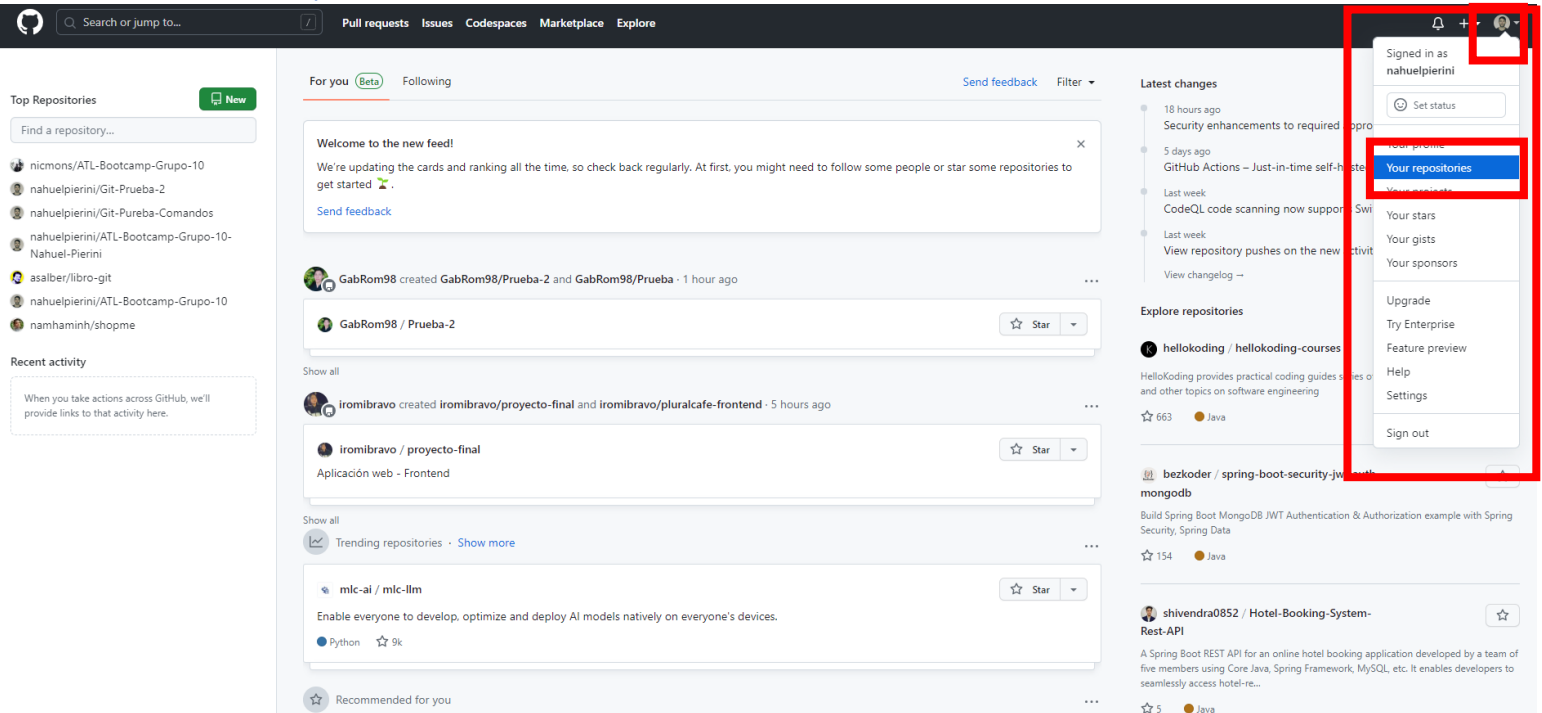 Search or jump to...
/
Pull requests Issues Codespaces Marketplace Explore
Top Repositories
New
Find a repository...
nicmons/ATL-Bootcamp-Grupo-10
nahuelpierini/Git-Prueba-2
nahuelpierini/Git-Pureba-Comandos
nahuelpierini/ATL-Bootcamp-Grupo-10-
Nahuel-Pierini
asalber/libro-git
nahuelpierini/ATL-Bootcamp-Grupo-10
namhaminh/shopme
Recent activity
When you take actions across GitHub, we'll
provide links to that activity here.
For you Beta Following
Send feedback Filter
Welcome to the new feed!
We're updating the cards and ranking all the time, so check back regularly. At first, you might need to follow some people or star some repositories to
get started .
Send feedback
GabRom98 created GabRom98/Prueba-2 and GabRom98/Prueba · 1 hour ago
GabRom98 / Prueba-2
Star
Show all
iromibravo created iromibravo/proyecto-final and iromibravo/pluralcafe-frontend · 5 hours ago
iromibravo / proyecto-final
Star
Aplicación web - Frontend
Show all
Trending repositories · Show more
mlc-ai / mlc-llm
Star
Enable everyone to develop, optimize and deploy AI models natively on everyone's devices.
Python 9k
Recommended for you
Latest changes
18 hours ago
Security enhancements to required
5 days ago
GitHub Actions – Just-in-time
Last week
CodeQL code scanning now
Last week
View repository pushes on the new
View changelog →
Explore repositories
hellokoding / hellokoding-courses
HelloKoding provides practical coding guides
and other topics on software engineering
663 Java
bezkoder / spring-boot-security-
mongodb
Build Spring Boot MongoDB JWT Authentication & Authorization example with Spring
Security, Spring Data
154 Java
shivendra0852 / Hotel-Booking-System-
Rest-API
A Spring Boot REST API for an online hotel booking application developed by a team of
five members using Core Java, Spring Framework, MySQL, etc. It enables developers to
seamlessly access hotel-re...
5 Java
Signed in as
nahuelpierini
Set status
Your profile
Your repositories
Your projects
Your stars
Your gists
Your sponsors
Upgrade
Try Enterprise
Feature preview
Help
Settings
Sign out